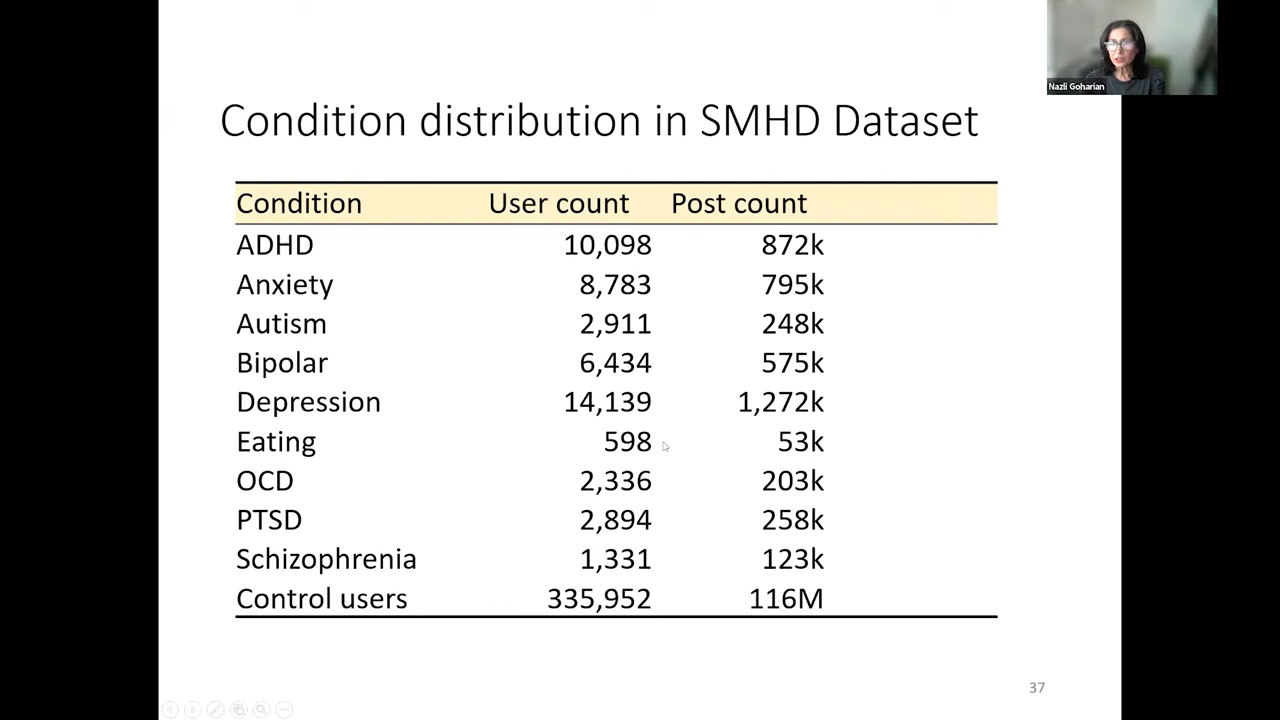 Nazli Goharian
Condition distribution in SMHD Dataset
Condition User count Post count
ADHD 10,098 872k
Anxiety 8,783 795k
Autism 2,911 248k
Bipolar 6,434 575k
Depression 14,139 1,272k
Eating 598 53k
OCD 2,336 203k
PTSD 2,894 258k
Schizophrenia 1,331 123k
Control users 335,952 116M
37